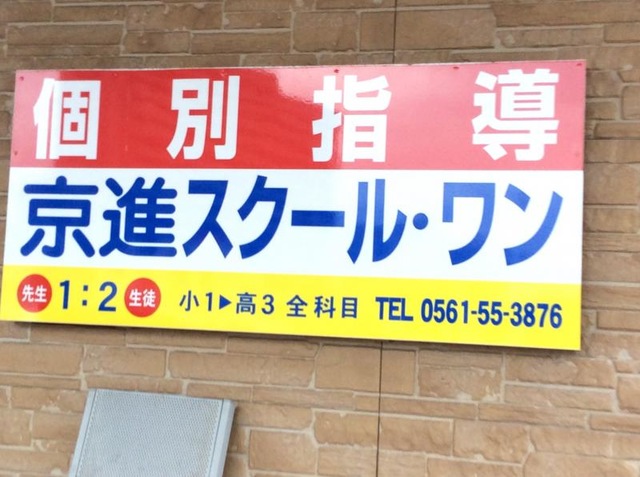 個別指導
京進スクール・ワン
先生 1:2 生徒 小1▶高3 全科目 TEL 0561-55-3876